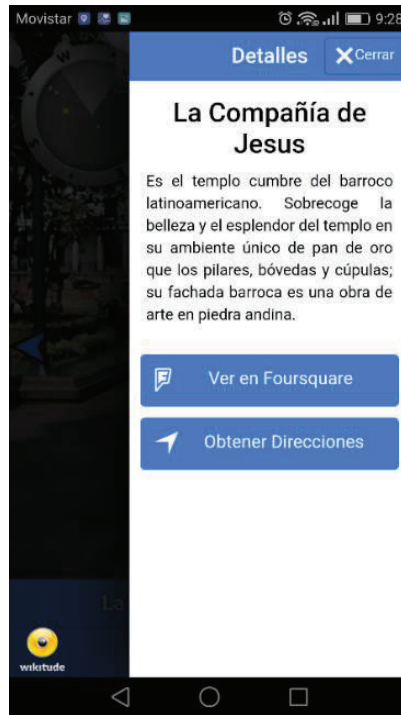 Movistar 9:28
Detalles
Cerrar
La Compañía de
Jesus
Es el templo cumbre del barroco
latinoamericano. Sobrecoge la
belleza y el esplendor del templo en
su ambiente único de pan de oro
que los pilares, bóvedas y cúpulas;
su fachada barroca es una obra de
arte en piedra andina.
Ver en Foursquare
Obtener Direcciones
W
La
wikitude